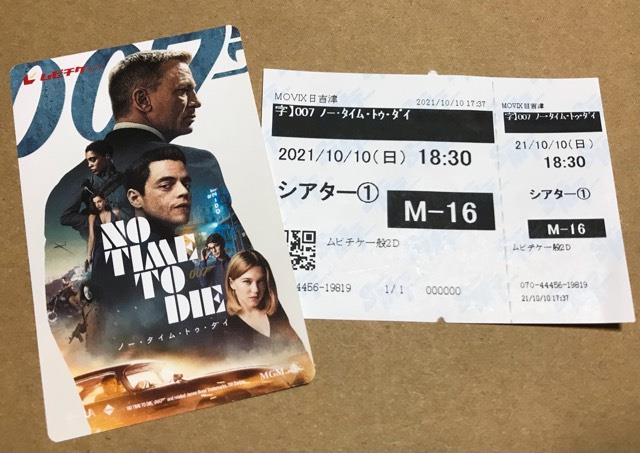 007
ムビチケ
NO
TIME
TO
DIE
007
ノー・タイム・トゥ・ダイ
MGM
MOVIX日吉津
2021/10/10 17:37
字】007 ノー・タイム・トゥ・ダイ
2021/10/10(日) 18:30
シアター①
M-16
ムビチケ一般2D
44456-19819
1/1
000000
MOVIX日吉津
字】007 ノー・タイム・トゥ・ダイ
21/10/10(日)
18:30
シアター①
M-16
ムビチケ一般2D
070-44456-19819
21/10/10 17:37